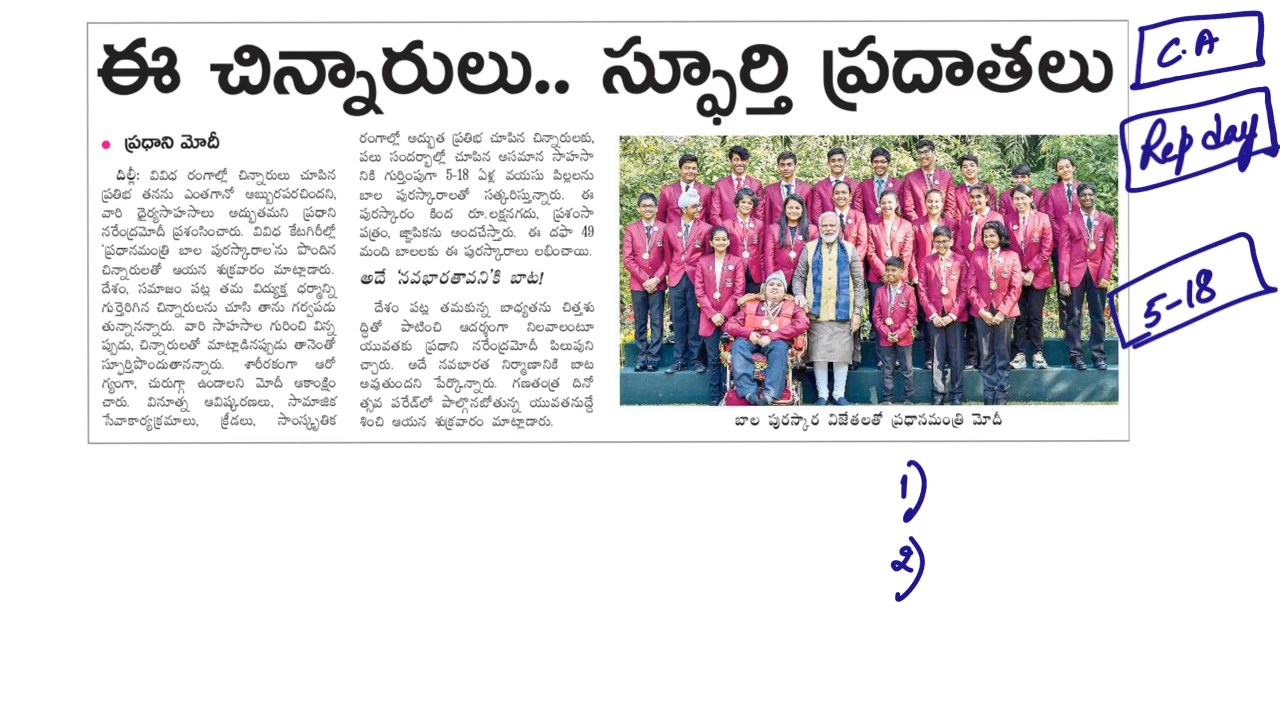 ఈ చిన్నారులు.. స్ఫూర్తి ప్రదాతలు
• ప్రధాని మోదీ
దిల్లీ: వివిధ రంగాల్లో చిన్నారులు చూపిన
ప్రతిభ తనను ఎంతగానో అబ్బురపరచిందని,
వారి ధైర్యసాహసాలు అద్భుతమని ప్రధాని
నరేంద్రమోదీ ప్రశంసించారు. వివిధ కేటగిరీల్లో
'ప్రధానమంత్రి బాల పురస్కారాల'ను పొందిన
చిన్నారులతో ఆయన శుక్రవారం మాట్లాడారు.
దేశం, సమాజం పట్ల తమ విద్యుక్త ధర్మాన్ని
గుర్తెరిగిన చిన్నారులను చూసి తాను గర్వపడు
తున్నానన్నారు. వారి సాహసాల గురించి విన్న
ప్పుడు, చిన్నారులతో మాట్లాడినప్పుడు తానెంతో
స్ఫూర్తిపొందుతానన్నారు. శారీరకంగా ఆరో
గ్యంగా, చురుగ్గా ఉండాలని మోదీ ఆకాంక్షిం
చారు. వినూత్న ఆవిష్కరణలు, సామాజిక
సేవాకార్యక్రమాలు, క్రీడలు, సాంస్కృతిక
రంగాల్లో అద్భుత ప్రతిభ చూపిన చిన్నారులకు,
పలు సందర్భాల్లో చూపిన అసమాన సాహసా
నికి గుర్తింపుగా 5-18 ఏళ్ల వయసు పిల్లలను
బాల పురస్కారాలతో సత్కరిస్తున్నారు. ఈ
పురస్కారం కింద రూ.లక్షనగదు, ప్రశంసా
పత్రం, జ్ఞాపికను అందచేస్తారు. ఈ దఫా 49
మంది బాలలకు ఈ పురస్కారాలు లభించాయి.
అదే 'నవభారతావని'కి బాట!
దేశం పట్ల తమకున్న బాధ్యతను చిత్తశు
ద్ధితో పాటించి ఆదర్శంగా నిలవాలంటూ
యువతకు ప్రధాని నరేంద్రమోదీ పిలుపుని
చ్చారు. అదే నవభారత నిర్మాణానికి బాట
అవుతుందని పేర్కొన్నారు. గణతంత్ర దినో
త్సవ పరేడ్‌లో పాల్గొనబోతున్న యువతనుద్దే
శించి ఆయన శుక్రవారం మాట్లాడారు.
బాల పురస్కార విజేతలతో ప్రధానమంత్రి మోదీ
C.A
Rep day
5-18
1)
2)